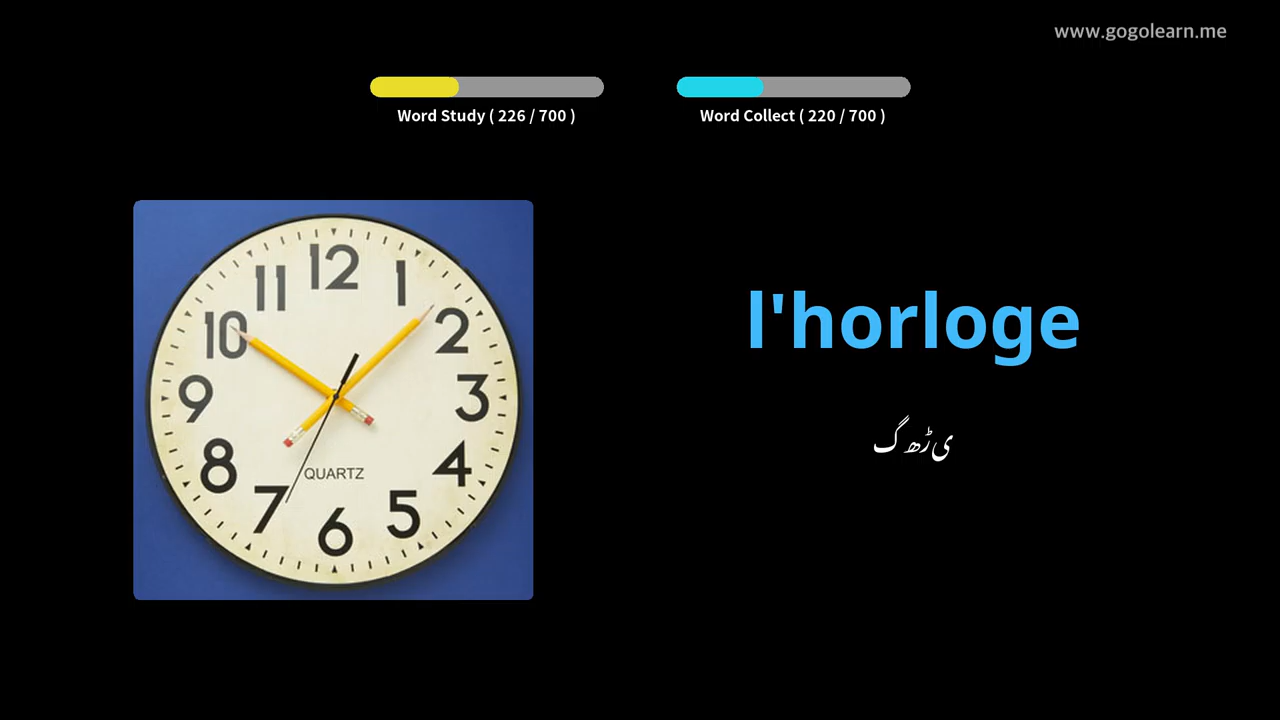 www.gogolearn.me
Word Study ( 226 / 700 )
Word Collect ( 220 / 700 )
12
1
2
3
4
5
6
7
8
9
10
11
QUARTZ
l'horloge
یڑھ گ